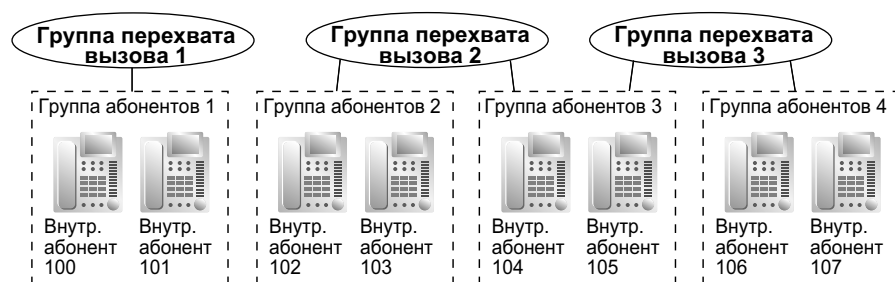 Группа перехвата
вызова 1
Группа перехвата
вызова 2
Группа перехвата
вызова 3
Группа абонентов 1
Группа абонентов 2
Группа абонентов 3
Группа абонентов 4
Внутр.
абонент
100
Внутр.
абонент
101
Внутр.
абонент
102
Внутр.
абонент
103
Внутр.
абонент
104
Внутр.
абонент
105
Внутр.
абонент
106
Внутр.
абонент
107